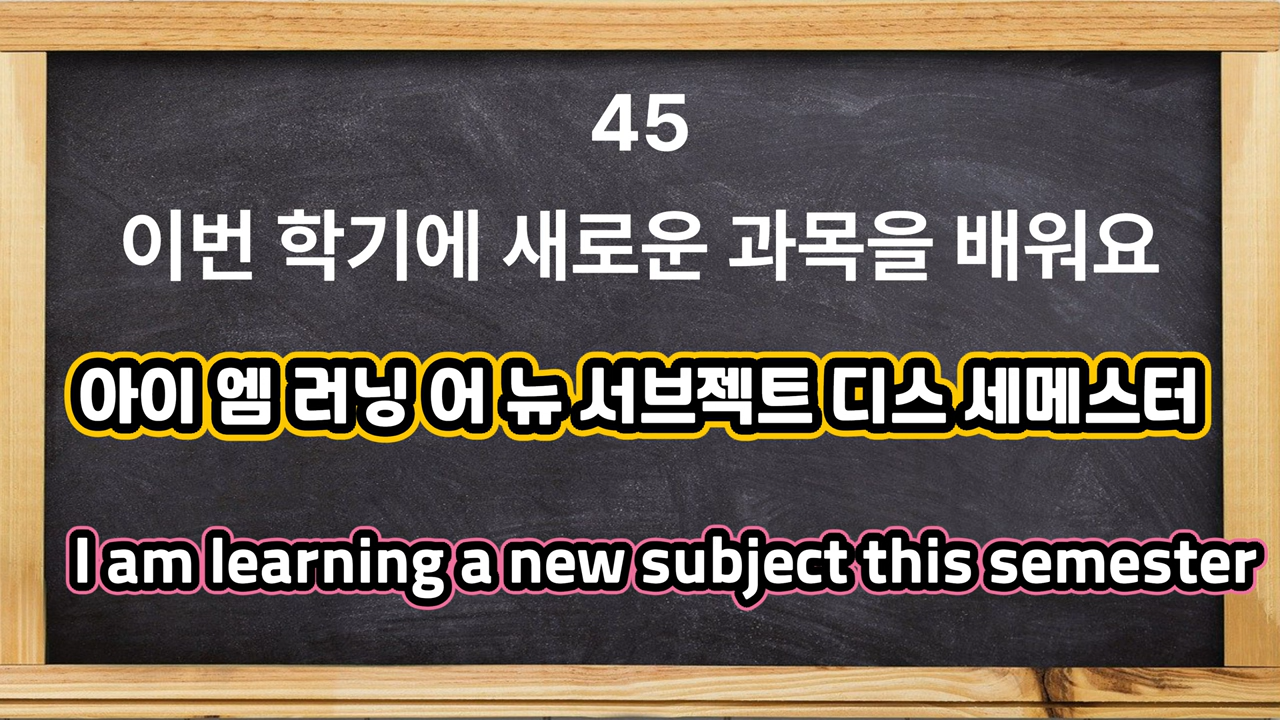 45
이번 학기에 새로운 과목을 배워요
아이 엠 러닝 어 뉴 서브젝트 디스 세메스터
I am learning a new subject this semester